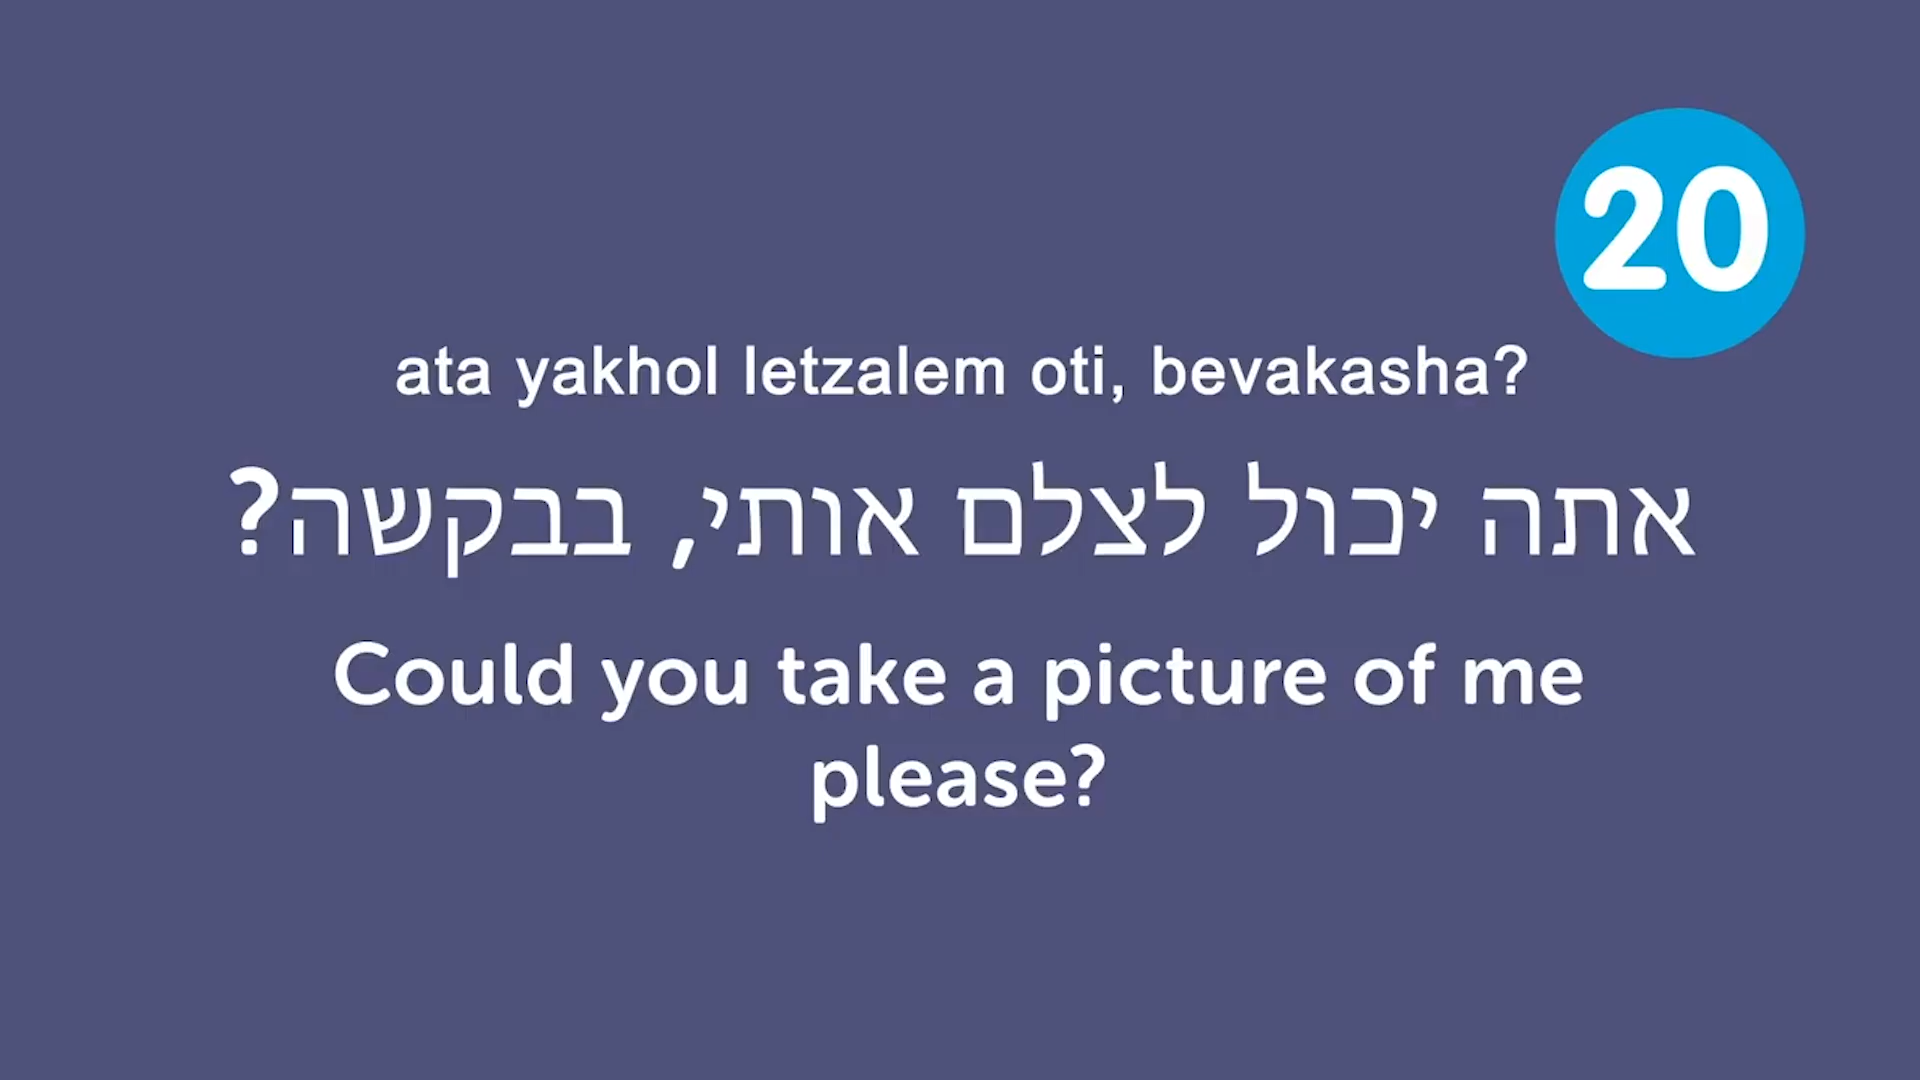 20
ata yakhol letzalem oti, bevakasha?
אתה יכול לצלם אותי, בבקשה?
Could you take a picture of me
please?